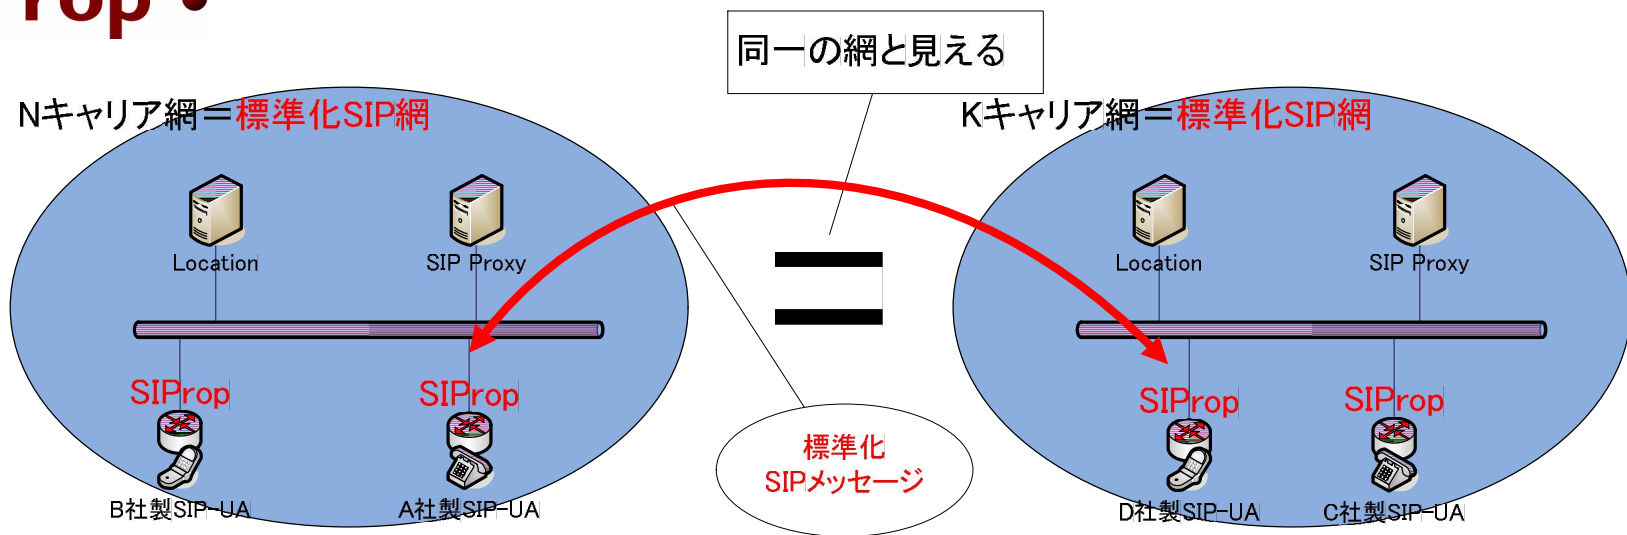 rop
同一の網と見える
Nキャリア網＝標準化SIP網
Kキャリア網＝標準化SIP網
Location
SIP Proxy
Location
SIP Proxy
SIProp
SIProp
SIProp
SIProp
標準化
SIPメッセージ
B社製SIP-UA
A社製SIP-UA
D社製SIP-UA
C社製SIP-UA